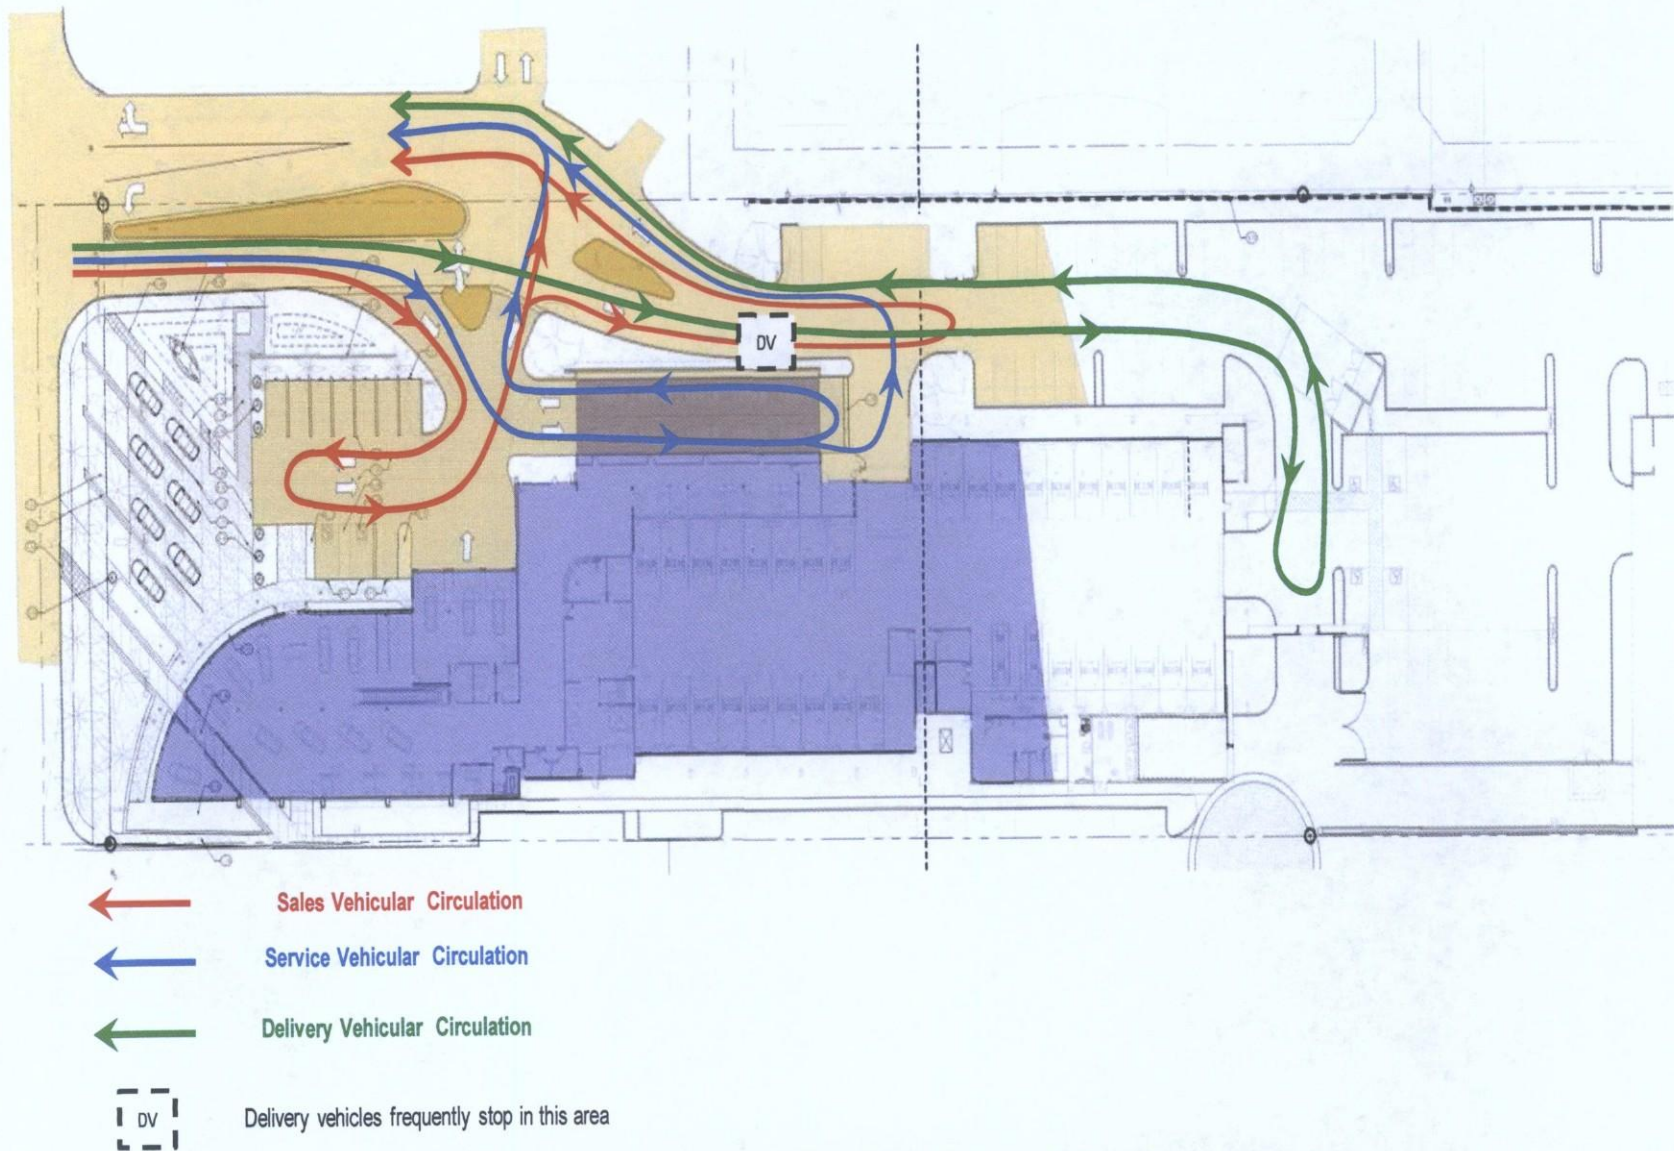 DV
Sales Vehicular Circulation
Service Vehicular Circulation
Delivery Vehicular Circulation
DV Delivery vehicles frequently stop in this area